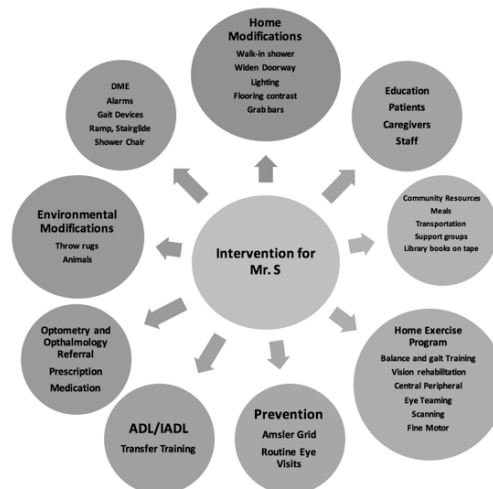 Home
Modifications
Walk-in shower
Widen Doorway
Lighting
Flooring contrast
Grab bars
Education
Patients
Caregivers
Staff
Community Resources
Meals
Transportation
Support groups
Library books on tape
Home Exercise
Program
Balance and gait Training
Vision rehabilitation
Central Peripheral
Eye Teaming
Scanning
Fine Motor
Prevention
Amsler Grid
Routine Eye
Visits
ADL/IADL
Transfer Training
Optometry and
Opthalmology
Referral
Prescription
Medication
Environmental
Modifications
Throw rugs
Animals
DME
Alarms
Gait Devices
Ramp, Stairglide
Shower Chair
Intervention for
Mr. S